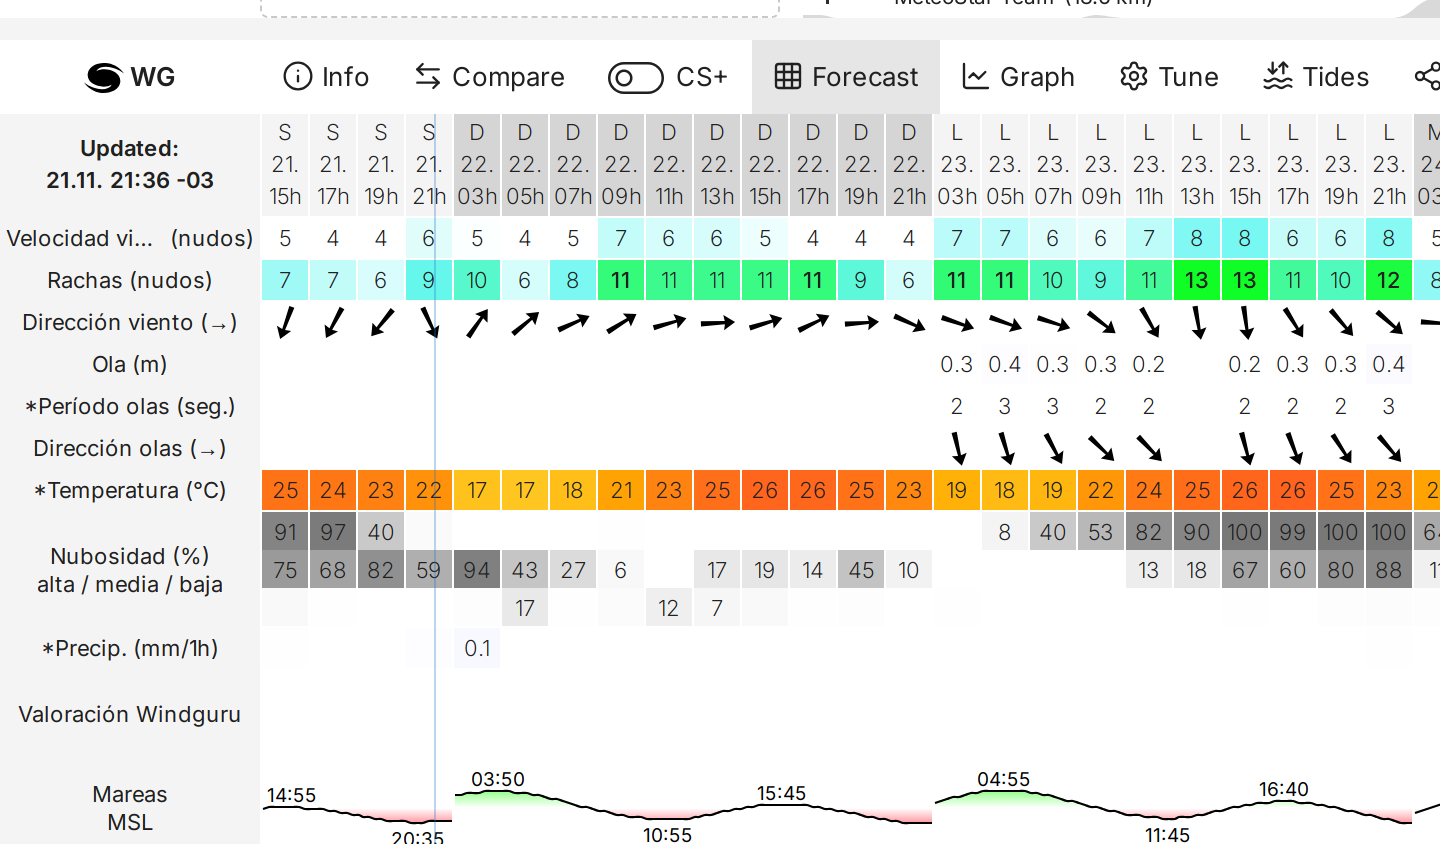 MeteoStar Team (18.6 km)
WG Info Compare CS+ Forecast Graph Tune Tides
Updated:
21.11. 21:36 -03
S S S S D D D D D D D D D D L L L L L L L L L L M
21. 21. 21. 21. 22. 22. 22. 22. 22. 22. 22. 22. 22. 22. 23. 23. 23. 23. 23. 23. 23. 23. 23. 23. 24
15h 17h 19h 21h 03h 05h 07h 09h 11h 13h 15h 17h 19h 21h 03h 05h 07h 09h 11h 13h 15h 17h 19h 21h 03
Velocidad vi... (nudos) 5 4 4 6 5 4 5 7 6 6 5 4 4 4 7 7 6 6 7 8 8 6 6 8 5
Rachas (nudos) 7 7 6 9 10 6 8 11 11 11 11 11 9 6 11 11 10 9 11 13 13 11 10 12 8
Dirección viento (→)
Ola (m) 0.3 0.4 0.3 0.3 0.2 0.2 0.3 0.3 0.4
*Período olas (seg.) 2 3 3 2 2 2 2 2 3
Dirección olas (→)
*Temperatura (°C) 25 24 23 22 17 17 18 21 23 25 26 26 25 23 19 18 19 22 24 25 26 26 25 23 2
Nubosidad (%)
alta / media / baja
91 97 40 8 40 53 82 90 100 99 100 100 64
75 68 82 59 94 43 27 6 17 19 14 45 10 13 18 67 60 80 88 11
17 12 7
*Precip. (mm/1h) 0.1
Valoración Windguru
Mareas
MSL
14:55 03:50 15:45 04:55 16:40
20:35 10:55 11:45